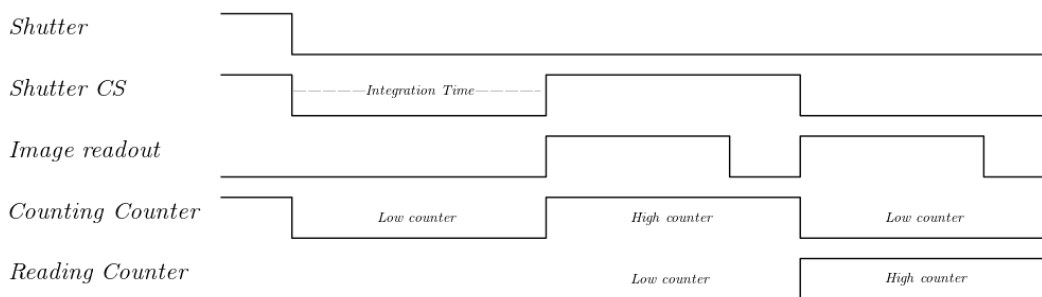 Shutter
Shutter CS
Integration Time
Image readout
Counting Counter
Low counter
High counter
Low counter
Reading Counter
Low counter
High counter